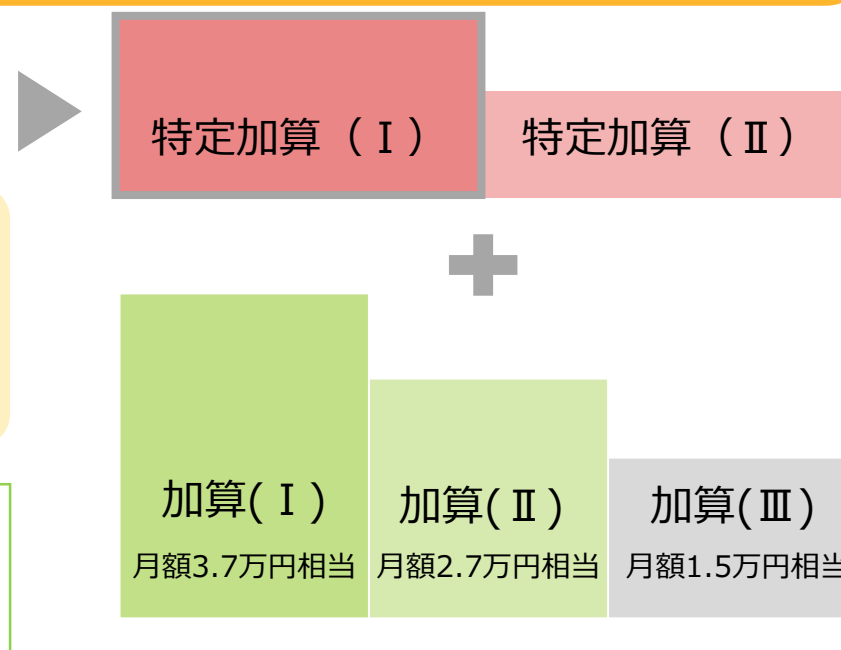 特定加算（Ⅰ）
特定加算（Ⅱ）
加算(Ⅰ)
月額3.7万円相当
加算(Ⅱ)
月額2.7万円相当
加算(Ⅲ)
月額1.5万円相当